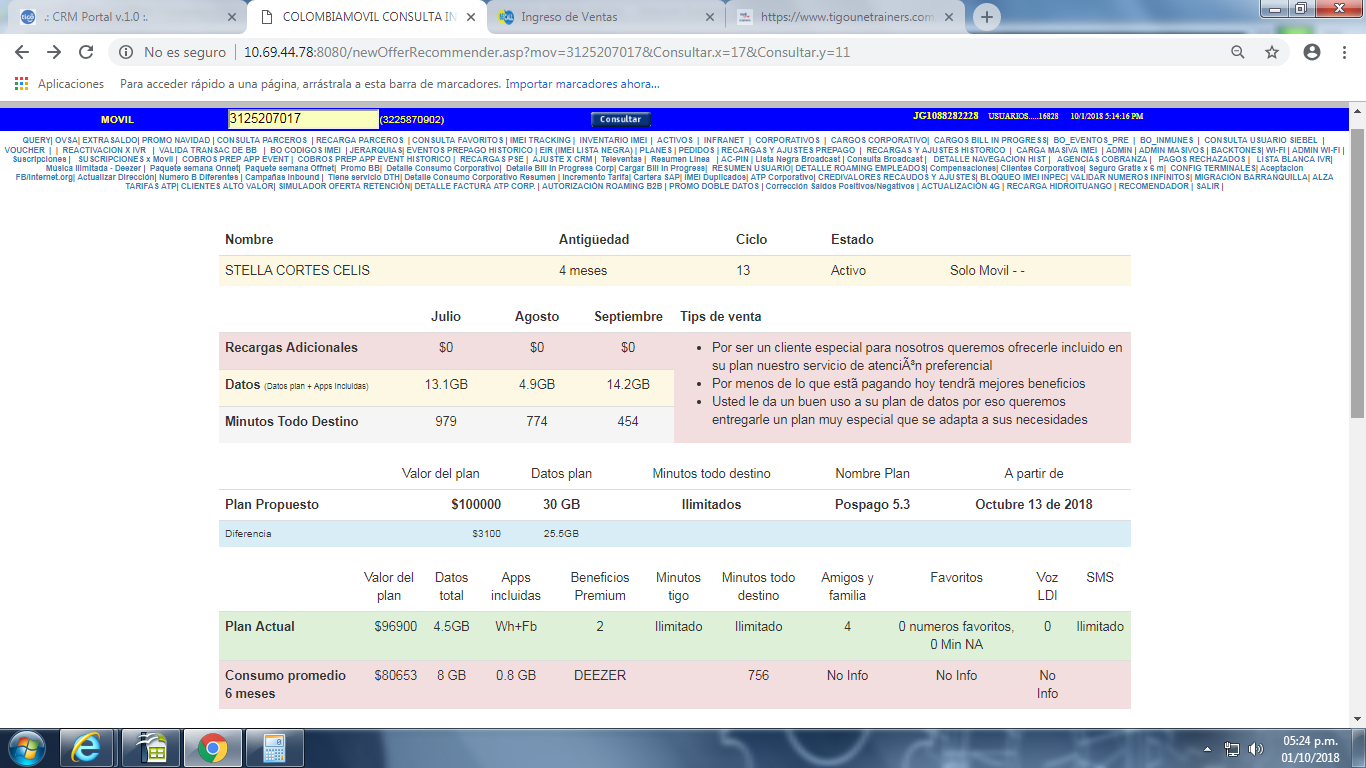 .: CRM Portal v.1.0 :.
COLOMBIAMOVIL CONSULTA IN
Ingreso de Ventas
https://www.tigounetrainers.com
No es seguro
10.69.44.78:8080/newOfferRecommender.asp?mov=3125207017&Consultar.x=17&Consultar.y=11
Aplicaciones Para acceder rápido a una página, arrástrala a esta barra de marcadores. Importar marcadores ahora...
MOVIL 3125207017 (3225870902) Consultar JG1088282228 USUARIOS.....16828 10/1/2018 5:14:16 PM
QUERY| OVSA| EXTRASALDO| PROMO NAVIDAD | CONSULTA PARCEROS | RECARGA PARCEROS | CONSULTA FAVORITOS | IMEI TRACKING | INVENTARIO IMEI | ACTIVOS | INFRANET | CORPORATIVOS | CARGOS CORPORATIVO| CARGOS BILL IN PROGRESS| BO_EVENTOS_PRE | BO_INMUNES | CONSULTA USUARIO SIEBEL |
VOUCHER | | REACTIVACION X IVR | VALIDA TRANSAC DE BB | BO CODIGOS IMEI | JERARQUIAS| EVENTOS PREPAGO HISTORICO | EIR (IMEI LISTA NEGRA) | PLANES | PEDIDOS | RECARGAS Y AJUSTES PREPAGO | RECARGAS Y AJUSTES HISTORICO | CARGA MASIVA IMEI | ADMIN | ADMIN MASIVOS | BACKTONES| WI-FI | ADMIN WI-FI |
Suscripciones | SUSCRIPCIONES x Movil | COBROS PREP APP EVENT | COBROS PREP APP EVENT HISTORICO | RECARGAS PSE | AJUSTE X CRM | Televentas | Resumen Linea | AC-PIN | Lista Negra Broadcast | Consulta Broadcast | DETALLE NAVEGACION HIST | AGENCIAS COBRANZA | PAGOS RECHAZADOS | LISTA BLANCA IVR|
Música Ilimitada - Deezer | Paquete semana Onnet| Paquete semana Offnet| Promo BB| Detalle Consumo Corporativo| Detalle Bill in Progress Corp| Cargar Bill in Progress| RESUMEN USUARIO| DETALLE ROAMING EMPLEADOS| Compensaciones| Clientes Corporativos| Seguro Gratis x 6 m| CONFIG TERMINALES| Aceptacion
FB/Internet.org| Actualizar Dirección| Numero B Diferentes | Campañas Inbound | Tiene servicio DTH| Detalle Consumo Corporativo Resumen | Incremento Tarifa| Cartera SAP| IMEI Duplicados| ATP Corporativo| CREDIVALORES RECAUDOS Y AJUSTES| BLOQUEO IMEI INPEC| VALIDAR NUMEROS INFINITOS| MIGRACIÓN BARRANQUILLA| ALZA
TARIFAS ATP| CLIENTES ALTO VALOR| SIMULADOR OFERTA RETENCIÓN| DETALLE FACTURA ATP CORP. | AUTORIZACIÓN ROAMING B2B | PROMO DOBLE DATOS | Corrección Saldos Positivos/Negativos | ACTUALIZACIÓN 4G | RECARGA HIDROITUANGO | RECOMENDADOR | SALIR |
Nombre Antigüedad Ciclo Estado
STELLA CORTES CELIS 4 meses 13 Activo Solo Movil - -
Julio Agosto Septiembre Tips de venta
Recargas Adicionales $0 $0 $0
Datos (Datos plan + Apps incluidas) 13.1GB 4.9GB 14.2GB
Minutos Todo Destino 979 774 454
• Por ser un cliente especial para nosotros queremos ofrecerle incluido en
su plan nuestro servicio de atenciÃ³n preferencial
• Por menos de lo que estã pagando hoy tendrã mejores beneficios
• Usted le da un buen uso a su plan de datos por eso queremos
entregarle un plan muy especial que se adapta a sus necesidades
Valor del plan Datos plan Minutos todo destino Nombre Plan A partir de
Plan Propuesto $100000 30 GB Ilimitados Pospago 5.3 Octubre 13 de 2018
Diferencia $3100 25.5GB
Valor del Datos Apps Beneficios Minutos Minutos todo Amigos y Favoritos Voz SMS
plan total incluidas Premium tigo destino familia LDI
Plan Actual $96900 4.5GB Wh+Fb 2 Ilimitado Ilimitado 4 0 numeros favoritos, 0 Ilimitado
0 Min NA
Consumo promedio $80653 8 GB 0.8 GB DEEZER 756 No Info No Info No
6 meses Info
05:24 p.m.
01/10/2018